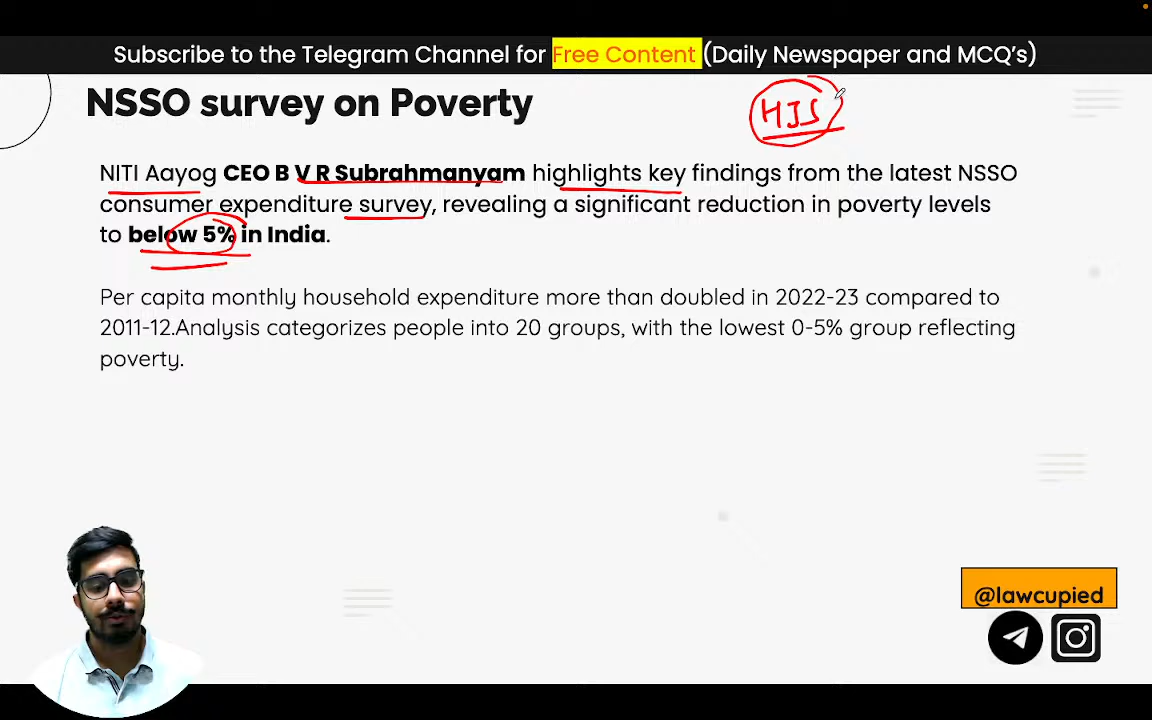 Subscribe to the Telegram Channel for Free Content (Daily Newspaper and MCQ's)
NSSO survey on Poverty
HIS
NITI Aayog CEO B V R Subrahmanyam highlights key findings from the latest NSSO
consumer expenditure survey, revealing a significant reduction in poverty levels
to below 5% in India.
Per capita monthly household expenditure more than doubled in 2022-23 compared to
2011-12.Analysis categorizes people into 20 groups, with the lowest 0-5% group reflecting
poverty.
@lawcupied